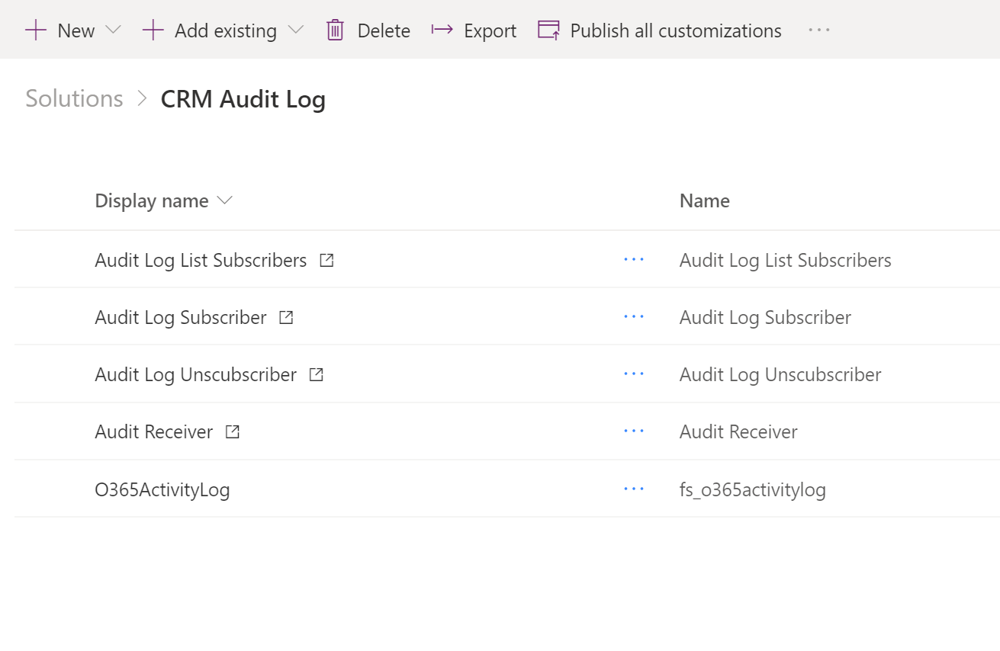 New Add existing Delete Export Publish all customizations
Solutions CRM Audit Log
Display name Name
Audit Log List Subscribers Audit Log List Subscribers
Audit Log Subscriber Audit Log Subscriber
Audit Log Unscubscriber Audit Log Unscubscriber
Audit Receiver Audit Receiver
O365ActivityLog fs_o365activitylog